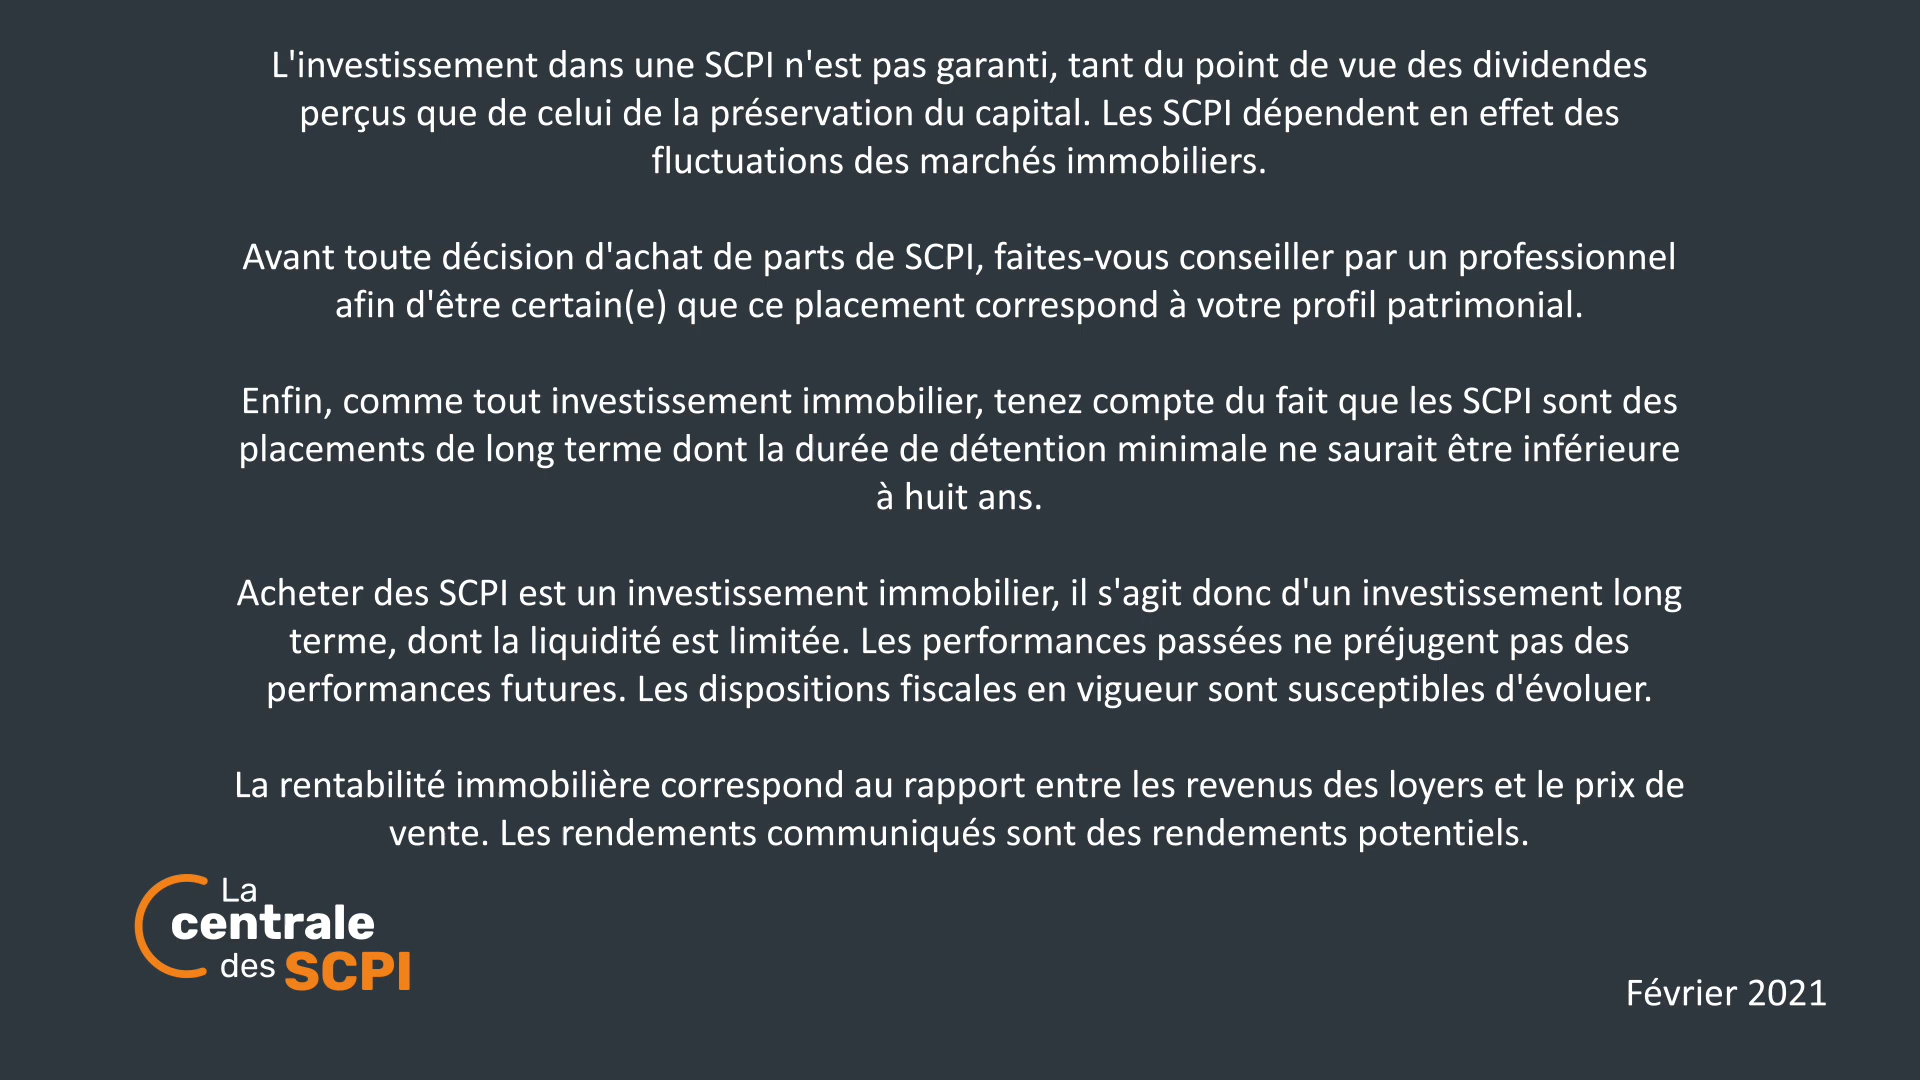 L'investissement dans une SCPI n'est pas garanti, tant du point de vue des dividendes
perçus que de celui de la préservation du capital. Les SCPI dépendent en effet des
fluctuations des marchés immobiliers.
Avant toute décision d'achat de parts de SCPI, faites-vous conseiller par un professionnel
afin d'être certain(e) que ce placement correspond à votre profil patrimonial.
Enfin, comme tout investissement immobilier, tenez compte du fait que les SCPI sont des
placements de long terme dont la durée de détention minimale ne saurait être inférieure
à huit ans.
Acheter des SCPI est un investissement immobilier, il s'agit donc d'un investissement long
terme, dont la liquidité est limitée. Les performances passées ne préjugent pas des
performances futures. Les dispositions fiscales en vigueur sont susceptibles d'évoluer.
La rentabilité immobilière correspond au rapport entre les revenus des loyers et le prix de
vente. Les rendements communiqués sont des rendements potentiels.
La
centrale
des SCPI
Février 2021